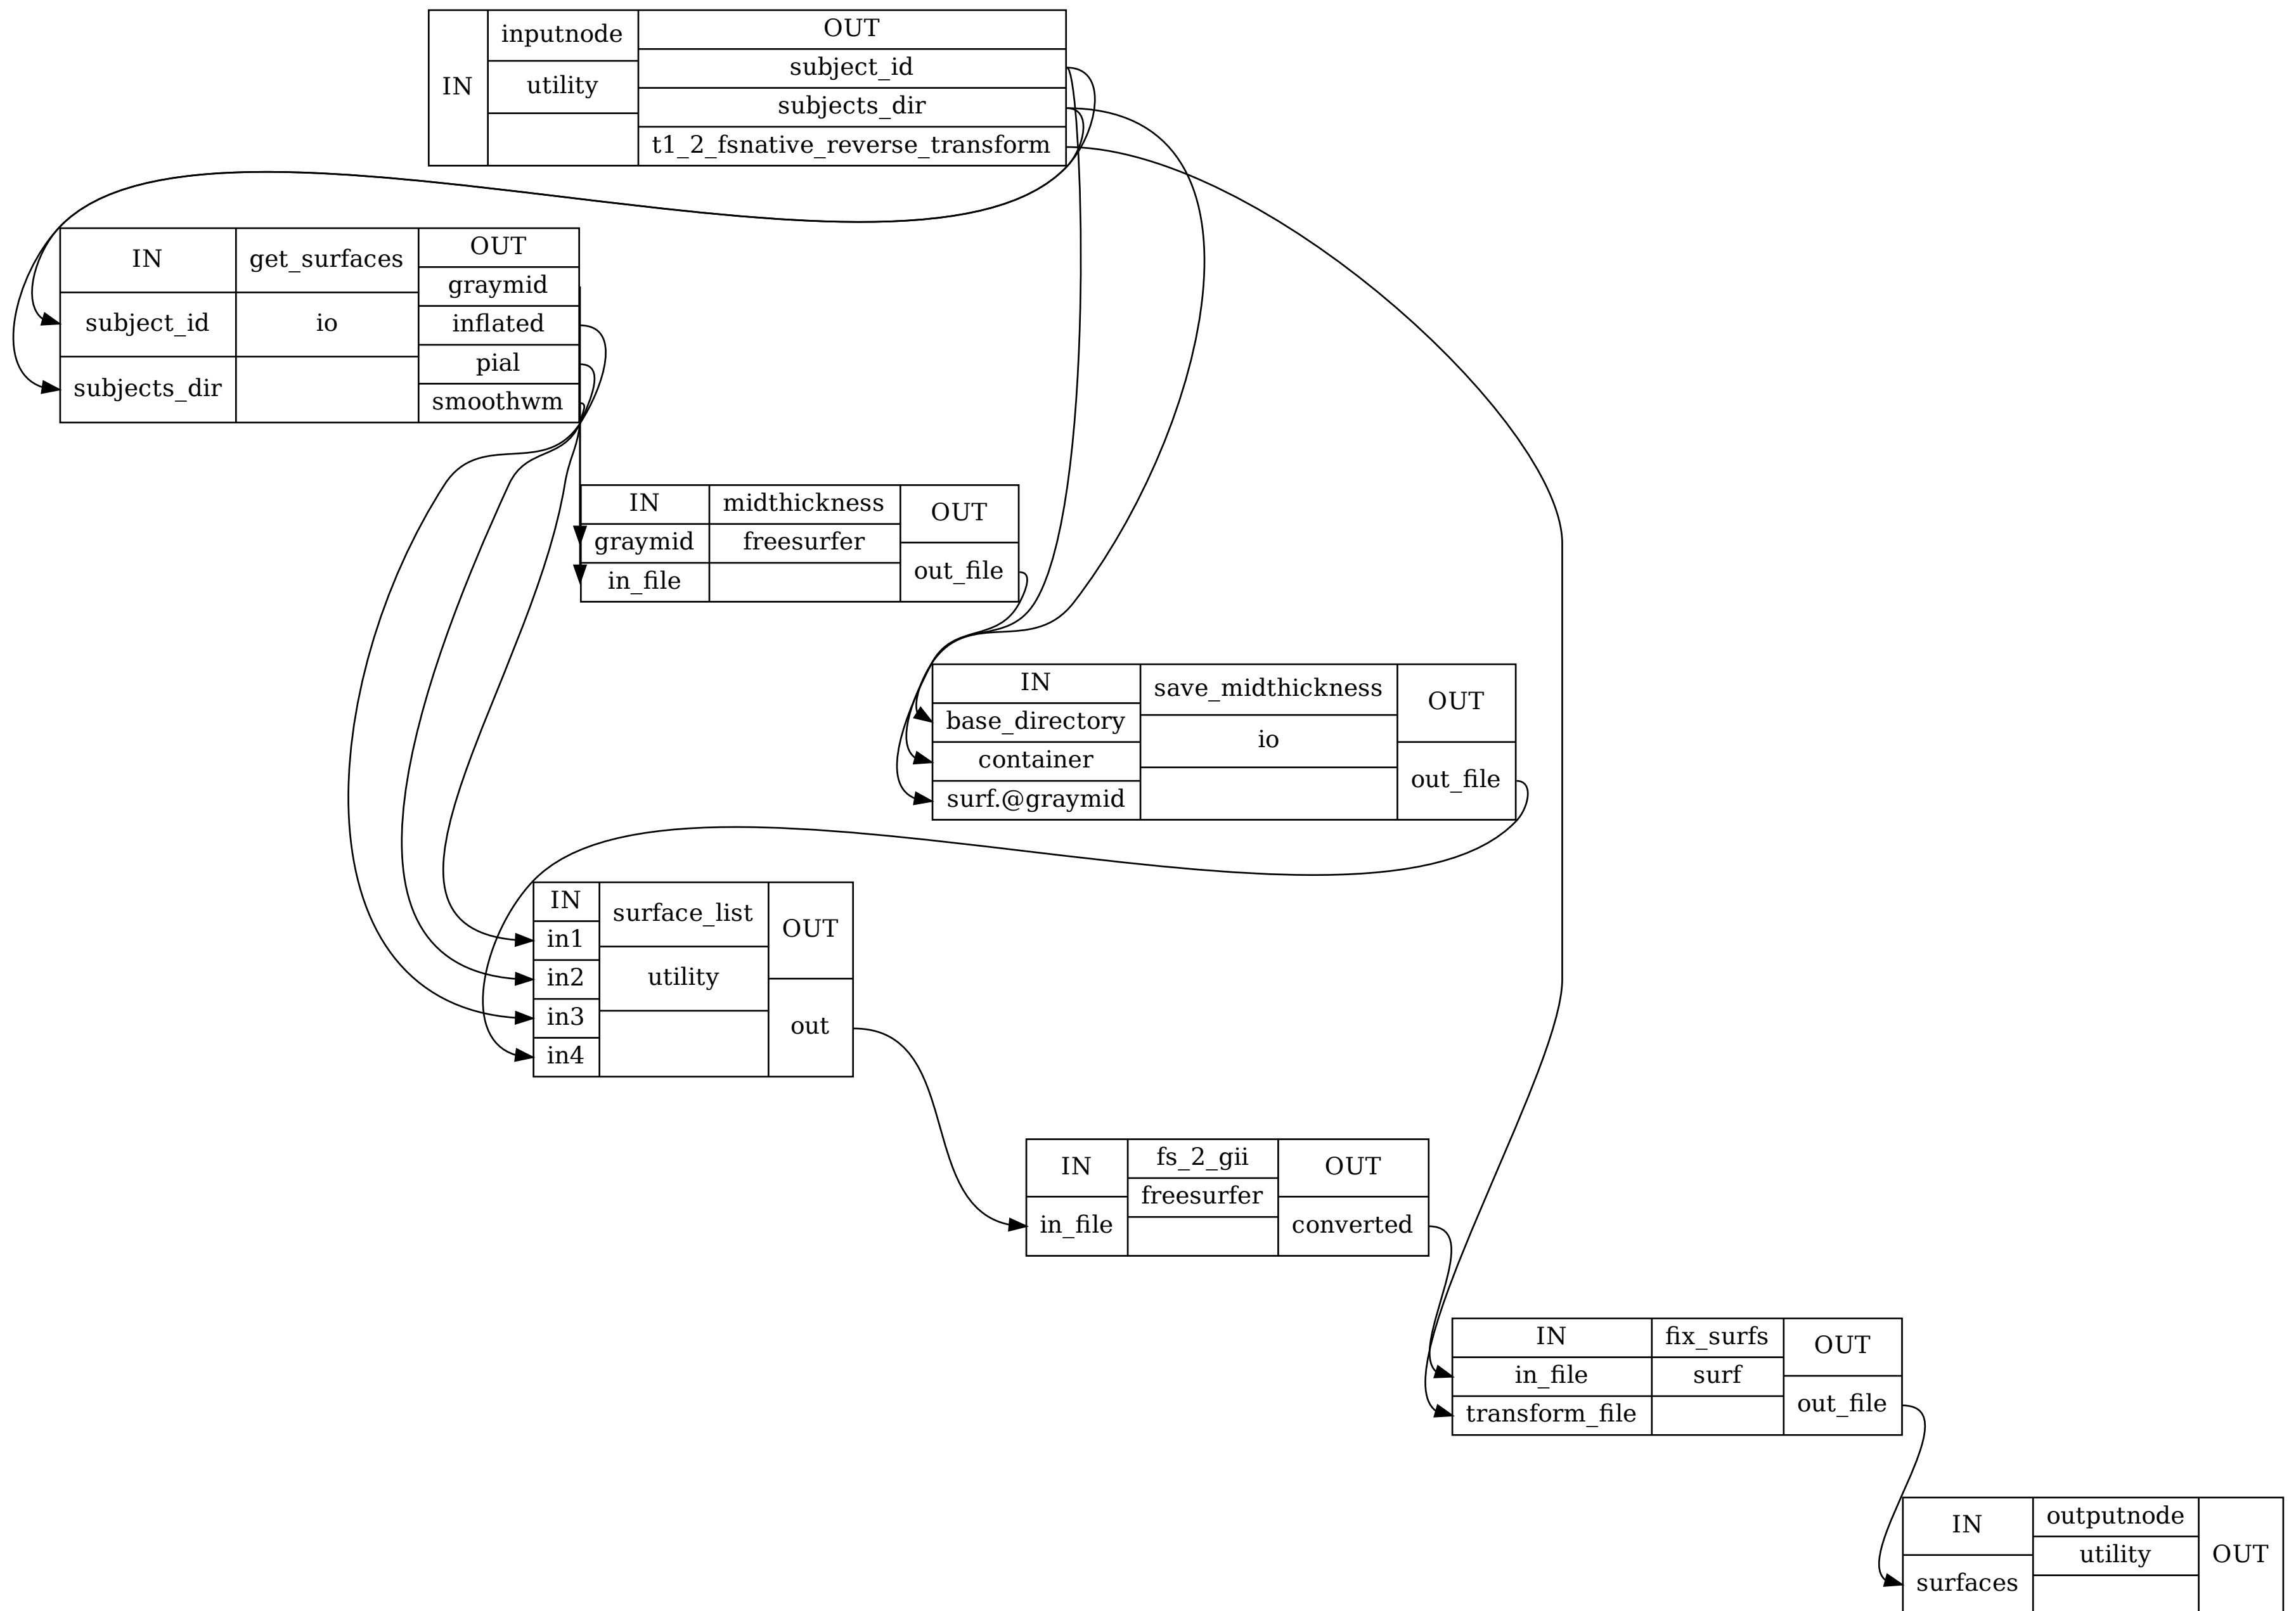 IN
inputnode
utility
OUT
subject_id
subjects_dir
t1_2_fsnative_reverse_transform
IN
subject_id
subjects_dir
get_surfaces
io
OUT
graymid
inflated
pial
smoothwm
IN
graymid
in_file
midthickness
freesurfer
OUT
out_file
IN
base_directory
container
surf.@graymid
save_midthickness
io
OUT
out_file
IN
in1
in2
in3
in4
surface_list
utility
OUT
out
IN
in_file
fs_2_gii
freesurfer
OUT
converted
IN
in_file
transform_file
fix_surfs
surf
OUT
out_file
IN
surfaces
outputnode
utility
OUT